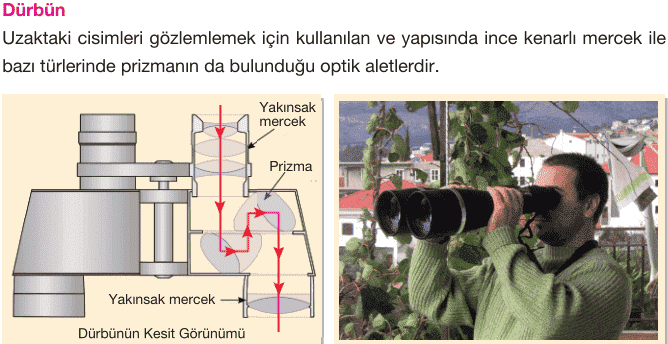 Dürbün
Uzaktaki cisimleri gözlemlemek için kullanılan ve yapısında ince kenarlı mercek ile
bazı türlerinde prizmanın da bulunduğu optik aletlerdir.
Yakınsak
mercek
Prizma
Yakınsak mercek
Dürbünün Kesit Görünümü